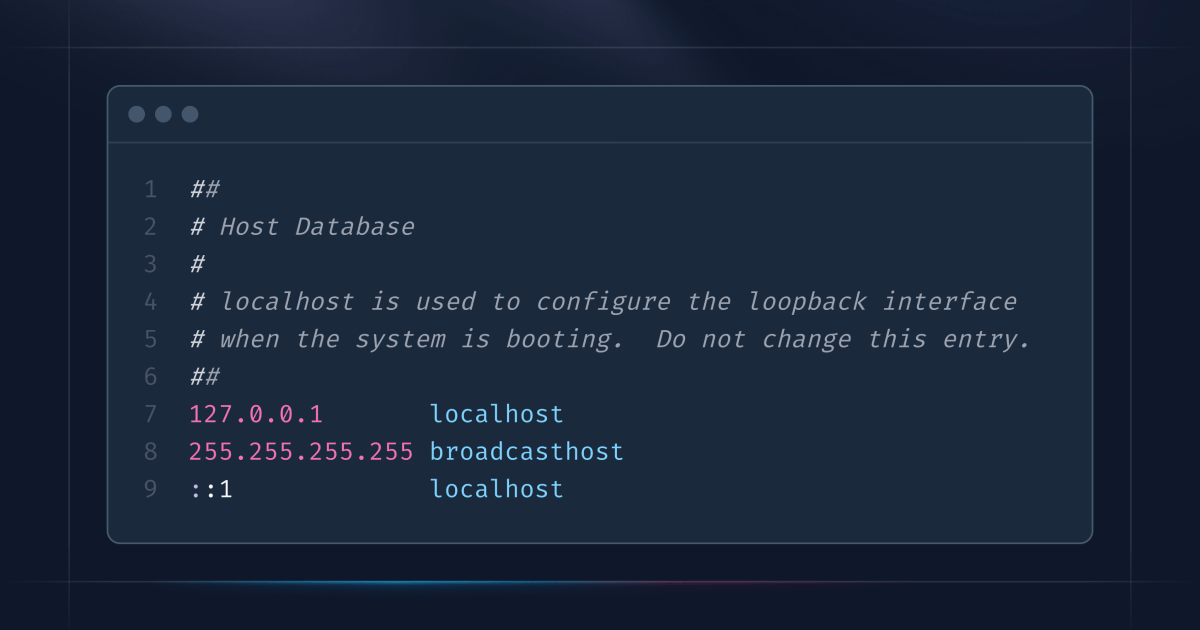 1 ##
2 # Host Database
3 #
4 # localhost is used to configure the loopback interface
5 # when the system is booting.  Do not change this entry.
6 ##
7 127.0.0.1       localhost
8 255.255.255.255 broadcasthost
9 ::1             localhost